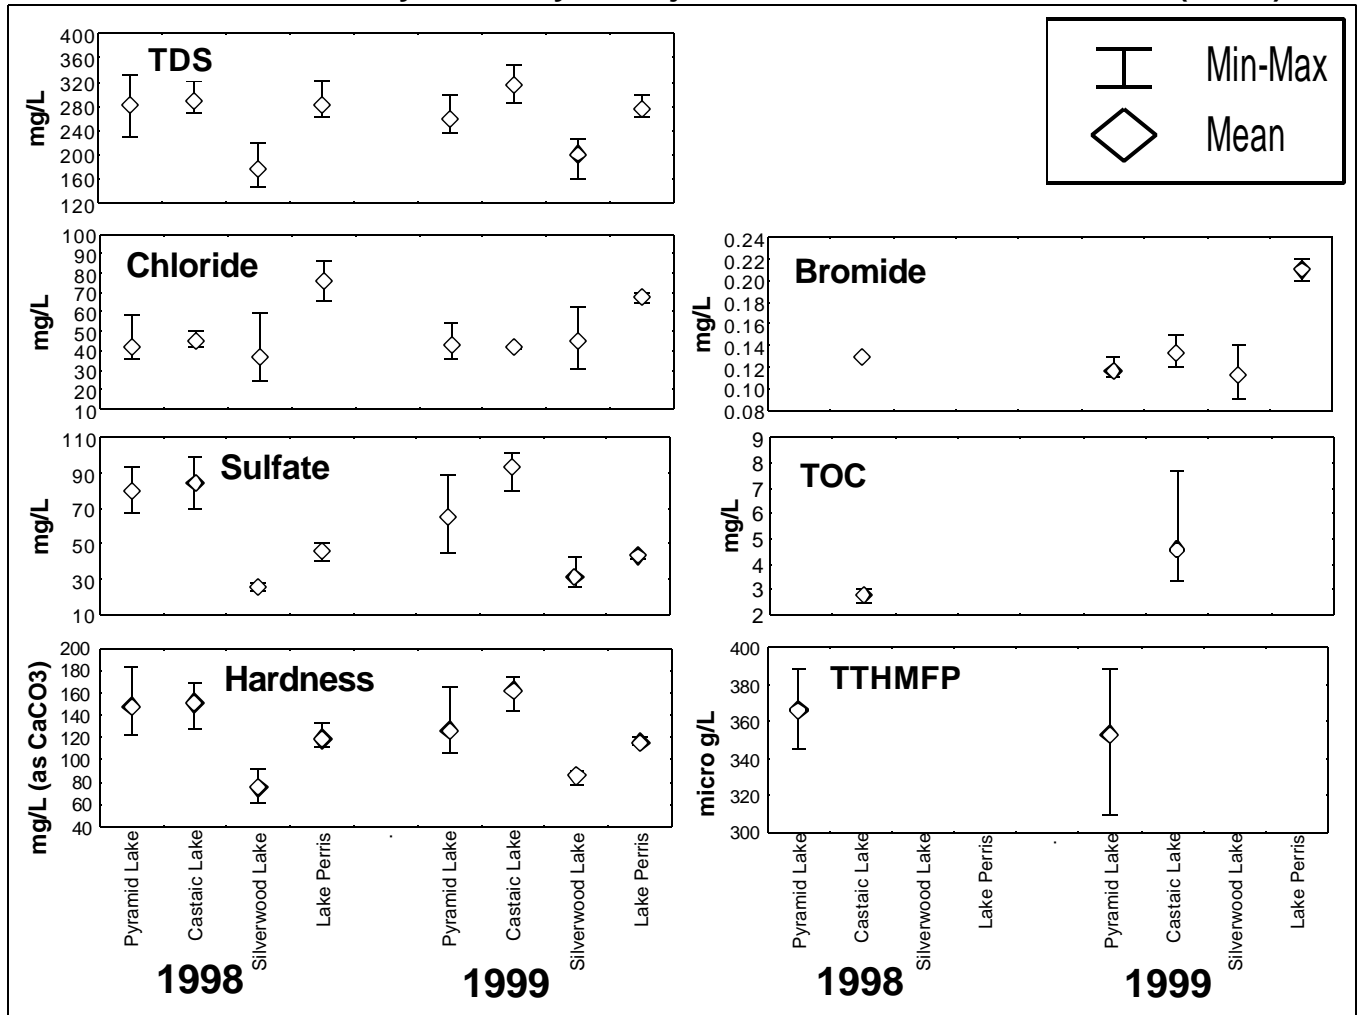 Min-Max
Mean
TDS
mg/L
400
360
320
280
240
200
160
120
Chloride
mg/L
100
90
80
70
60
50
40
30
20
10
Bromide
mg/L
0.24
0.22
0.20
0.18
0.16
0.14
0.12
0.10
0.08
Sulfate
mg/L
110
90
70
50
30
10
TOC
mg/L
9
8
7
6
5
4
3
2
Hardness
mg/L (as CaCO3)
200
180
160
140
120
100
80
60
40
TTHMFP
micro g/L
400
380
360
340
320
300
Pyramid Lake
Castaic Lake
Silverwood Lake
Lake Perris
Pyramid Lake
Castaic Lake
Silverwood Lake
Lake Perris
1998
1999
Pyramid Lake
Castaic Lake
Silverwood Lake
Lake Perris
Pyramid Lake
Castaic Lake
Silverwood Lake
Lake Perris
1998
1999